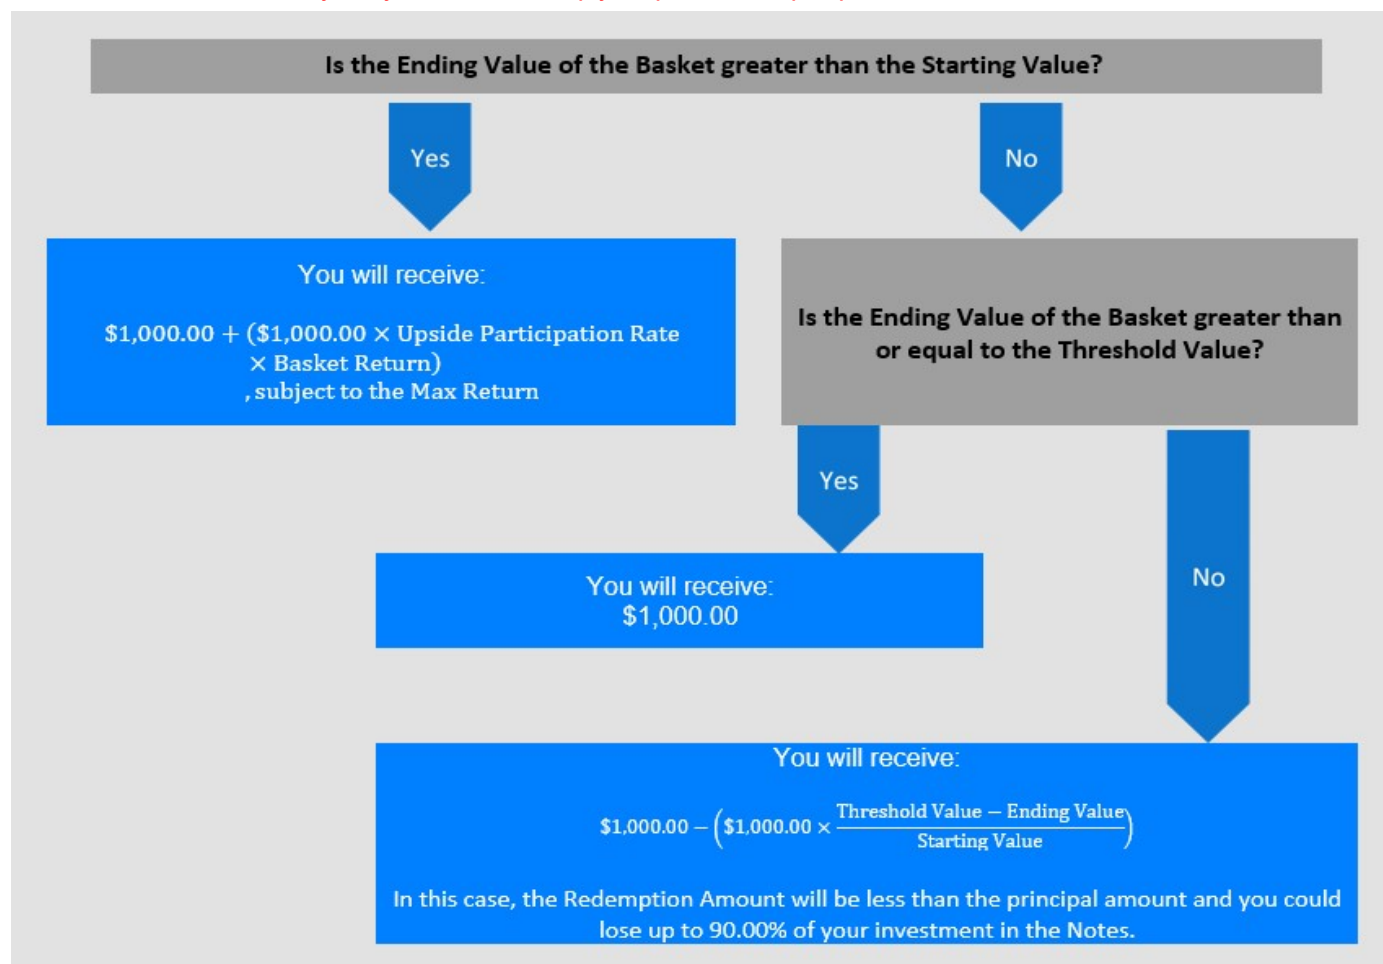 Is the Ending Value of the Basket greater than the Starting Value?
Yes
No
You will receive:
$1,000.00 + ($1,000.00 × Upside Participation Rate
× Basket Return)
, subject to the Max Return
Is the Ending Value of the Basket greater than
or equal to the Threshold Value?
Yes
No
You will receive:
$1,000.00
You will receive:
$1,000.00 − ($1,000.00 × Threshold Value − Ending Value
Starting Value)
In this case, the Redemption Amount will be less than the principal amount and you could
lose up to 90.00% of your investment in the Notes.